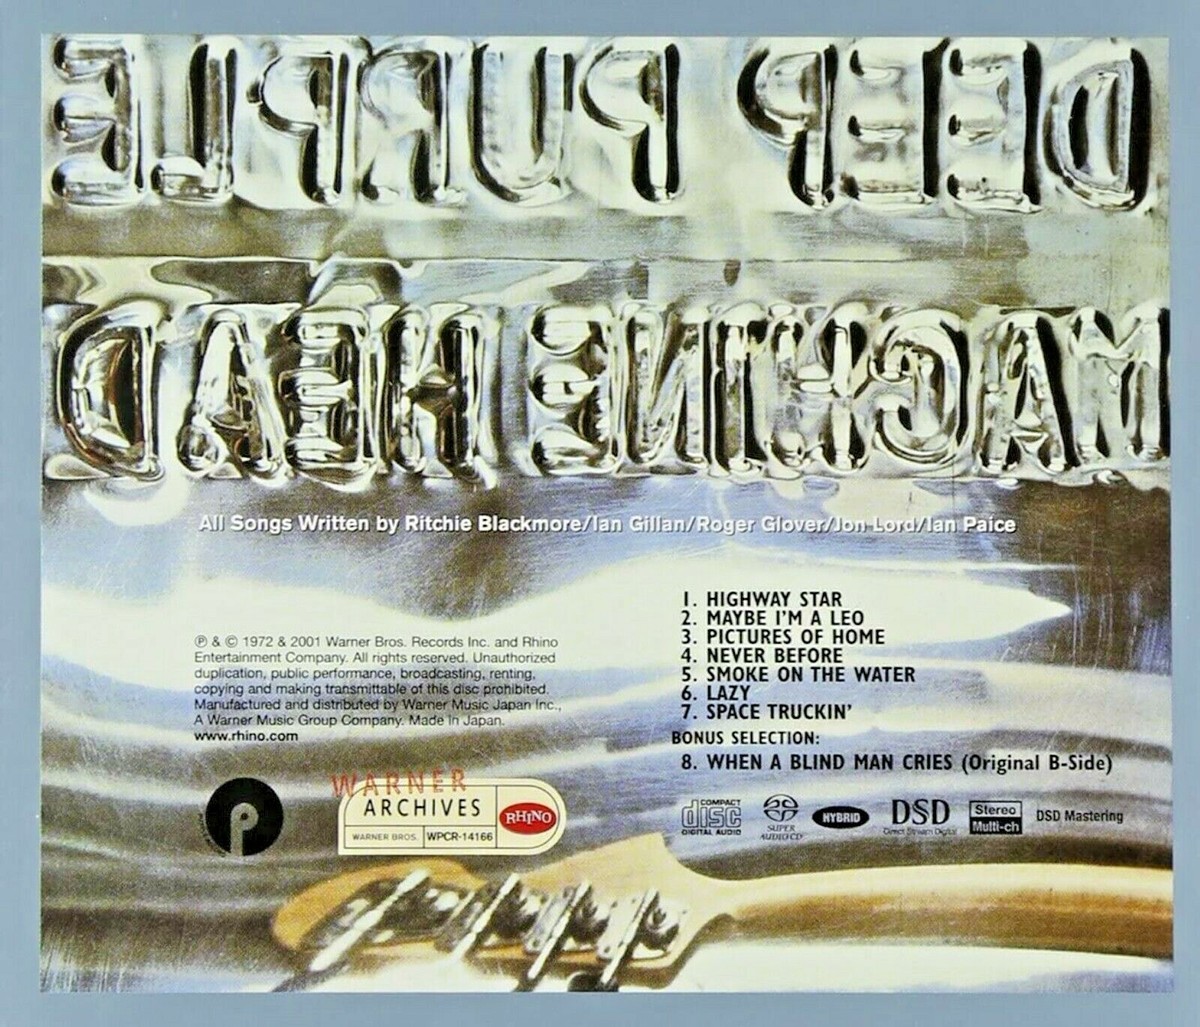 DEEP PURPLE
MACHINE HEAD
All Songs Written by Ritchie Blackmore/Ian Gillan/Roger Glover/Jon Lord/Ian Paice
℗ & © 1972 & 2001 Warner Bros. Records Inc. and Rhino
Entertainment Company. All rights reserved. Unauthorized
duplication, public performance, broadcasting, renting,
copying and making transmittable of this disc prohibited.
Manufactured and distributed by Warner Music Japan Inc.,
A Warner Music Group Company. Made In Japan.
www.rhino.com
1. HIGHWAY STAR
2. MAYBE I'M A LEO
3. PICTURES OF HOME
4. NEVER BEFORE
5. SMOKE ON THE WATER
6. LAZY
7. SPACE TRUCKIN'
BONUS SELECTION:
8. WHEN A BLIND MAN CRIES (Original B-Side)
P
WARNER
ARCHIVES
RHINO
WARNER BROS. WPCR-14166
COMPACT
disc
DIGITAL AUDIO
SUPER
AUDIO CD
HYBRID
DSD
Direct Stream Digital
Stereo
Multi-ch
DSD Mastering